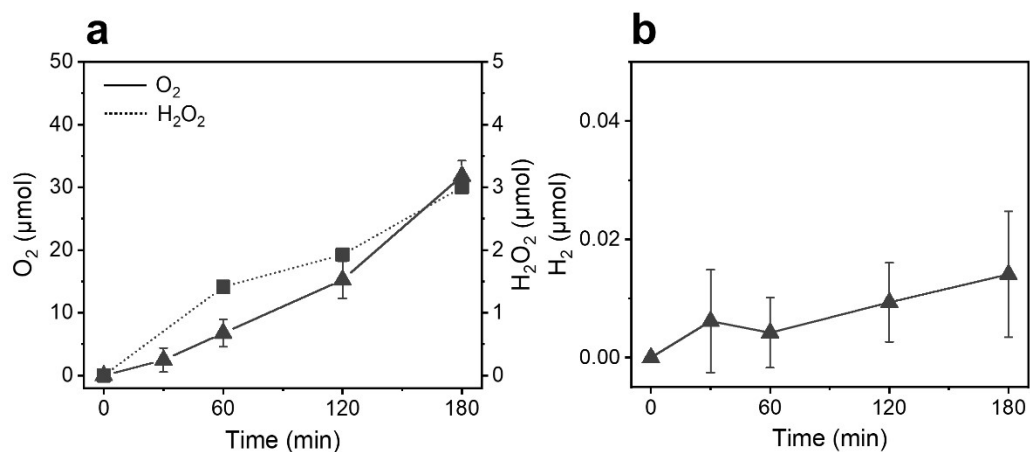 a
50
40
30
20
10
0
O₂ (μmol)
O₂
H₂O₂
5
4
3
2
1
0
H₂O₂ (μmol)
0
60
120
180
Time (min)
b
0.04
0.02
0.00
H₂ (μmol)
0
60
120
180
Time (min)